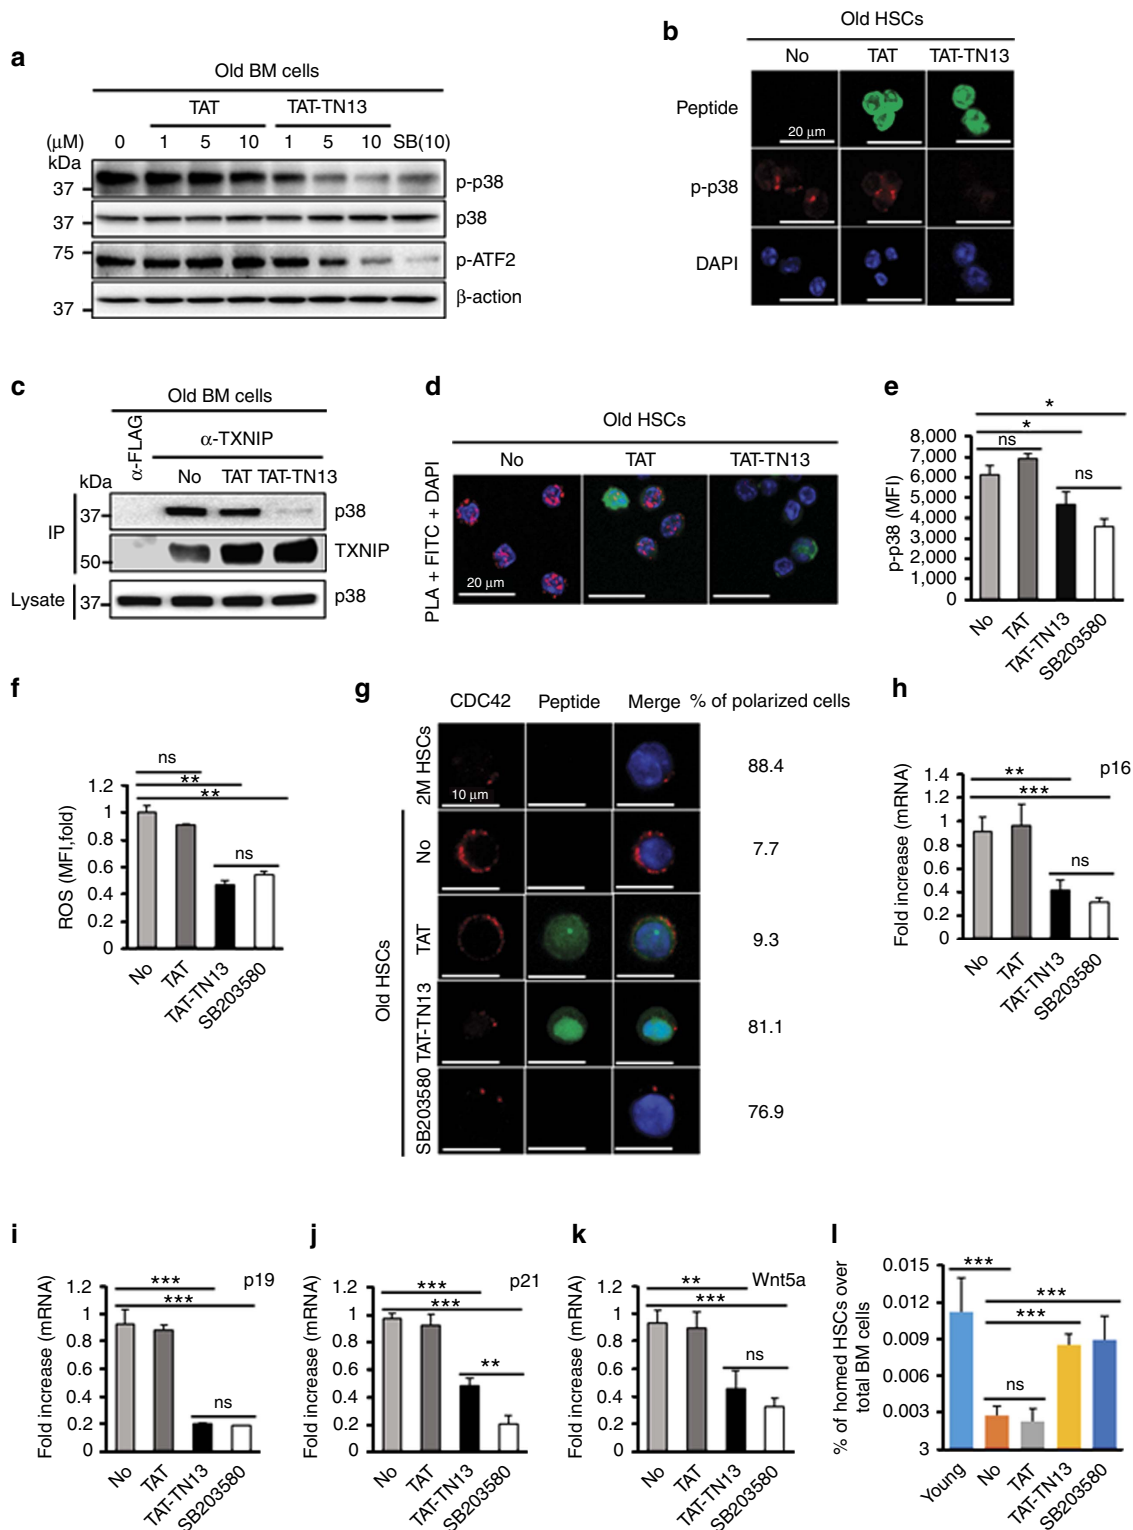 a
Old BM cells
TAT TAT-TN13
(μM) 0 1 5 10 1 5 10 SB(10)
kDa
37 p-p38
37 p38
75 p-ATF2
37 β-action
b
Old HSCs
No TAT TAT-TN13
Peptide
20 μm
p-p38
DAPI
c
Old BM cells
α-FLAG
α-TXNIP
kDa No TAT TAT-TN13
IP
37 p38
50 TXNIP
Lysate 37 p38
d
Old HSCs
No TAT TAT-TN13
PLA + FITC + DAPI
20 μm
e
*
*
ns
ns
p-p38 (MFI)
8,000
7,000
6,000
5,000
4,000
3,000
2,000
1,000
0
No TAT TAT-TN13 SB203580
f
ns
**
**
ns
ROS (MFI,fold)
1.2
1
0.8
0.6
0.4
0.2
0
No TAT TAT-TN13 SB203580
g
CDC42 Peptide Merge % of polarized cells
2M HSCs
10 μm
88.4
Old HSCs
No 7.7
TAT 9.3
TAT-TN13 81.1
SB203580 76.9
h
p16
**
***
ns
Fold increase (mRNA)
1.4
1.2
1
0.8
0.6
0.4
0.2
0
No TAT TAT-TN13 SB203580
i
p19
***
***
ns
Fold increase (mRNA)
1.2
1
0.8
0.6
0.4
0.2
0
No TAT TAT-TN13 SB203580
j
p21
***
***
**
Fold increase (mRNA)
1.2
1
0.8
0.6
0.4
0.2
0
No TAT TAT-TN13 SB203580
k
Wnt5a
**
***
ns
Fold increase (mRNA)
1.2
1
0.8
0.6
0.4
0.2
0
No TAT TAT-TN13 SB203580
l
***
***
***
ns
% of homed HSCs over
total BM cells
0.015
0.012
0.009
0.006
0.003
3
Young No TAT TAT-TN13 SB203580